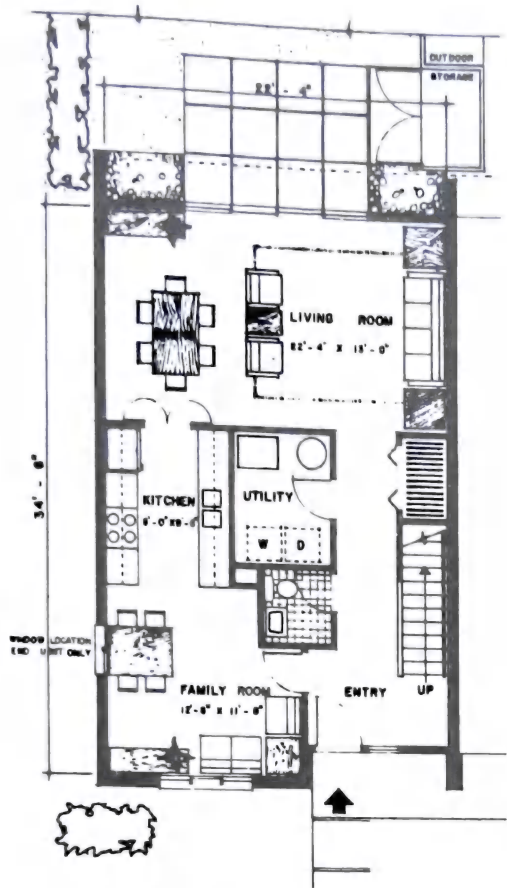 OUTDOOR
STORAGE
22' - 4"
LIVING ROOM
22' - 4" X 13' - 0"
34' - 8"
KITCHEN
UTILITY
W D
WINDOW LOCATION
END UNIT ONLY
FAMILY ROOM
12' - 6" X 11' - 8"
ENTRY UP